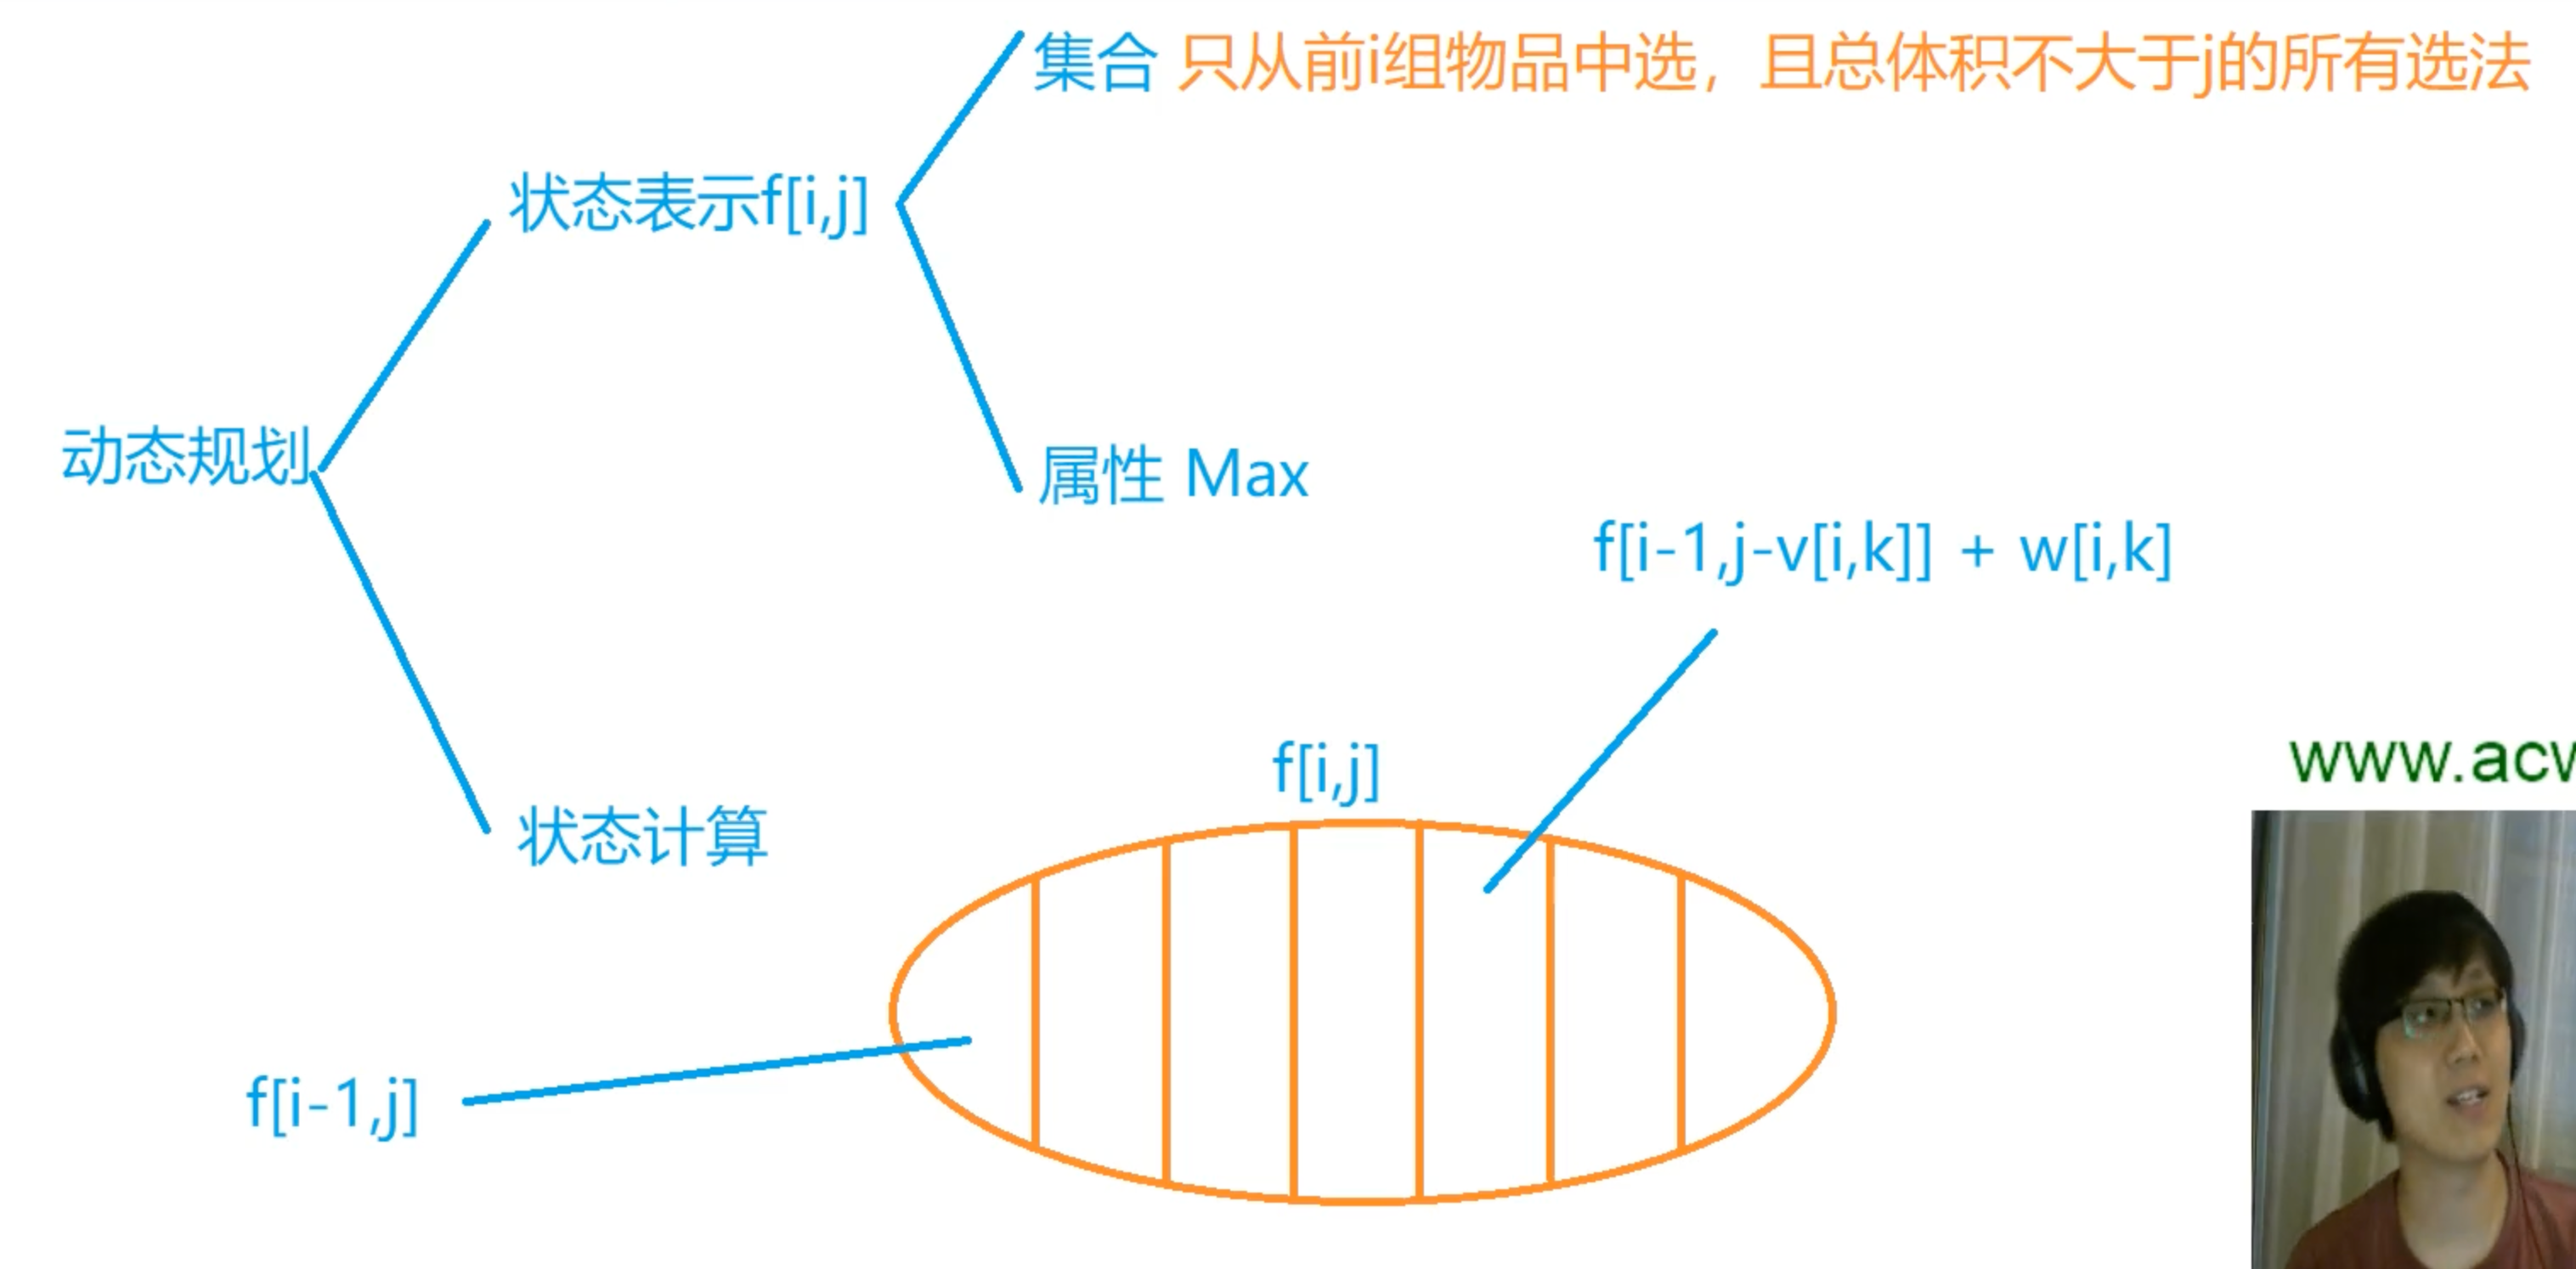 集合 只从前i组物品中选，且总体积不大于j的所有选法
状态表示f[i,j]
动态规划
属性 Max
f[i-1,j-v[i,k]] + w[i,k]
f[i,j]
www.acw
状态计算
f[i-1,j]